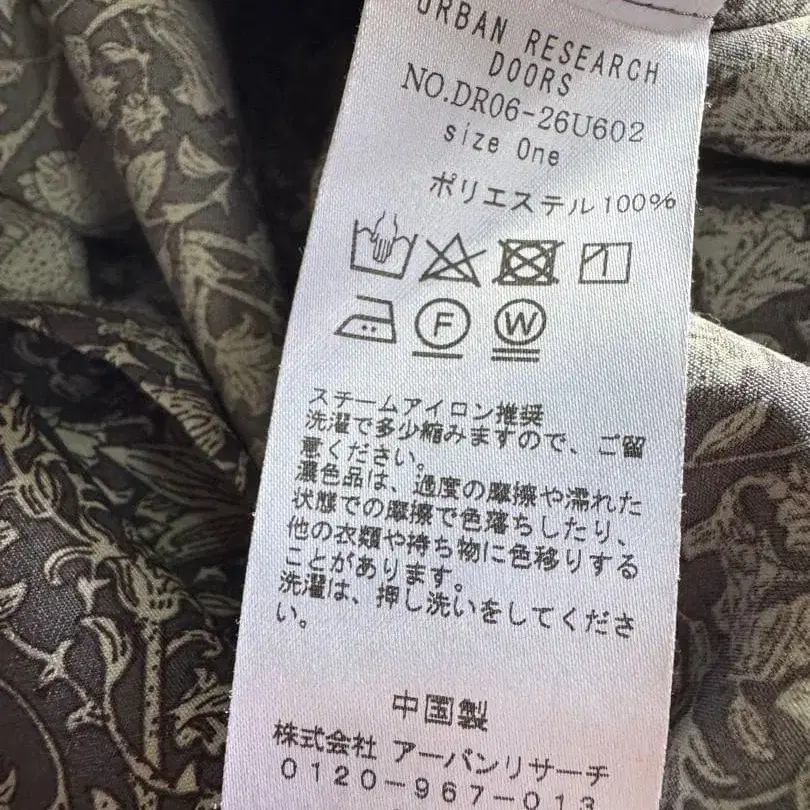 URBAN RESEARCH
DOORS
NO.DR06-26U602
size One
ポリエステル100%
F W
スチームアイロン推奨
洗濯で多少縮みますので、ご留
意ください。
濃色品は、過度の摩擦や濡れた
状態での摩擦で色落ちしたり、
他の衣類や持ち物に色移りする
ことがあります。
洗濯は、押し洗いをしてくださ
い。
中国製
株式会社 アーバンリサーチ
0120-967-013